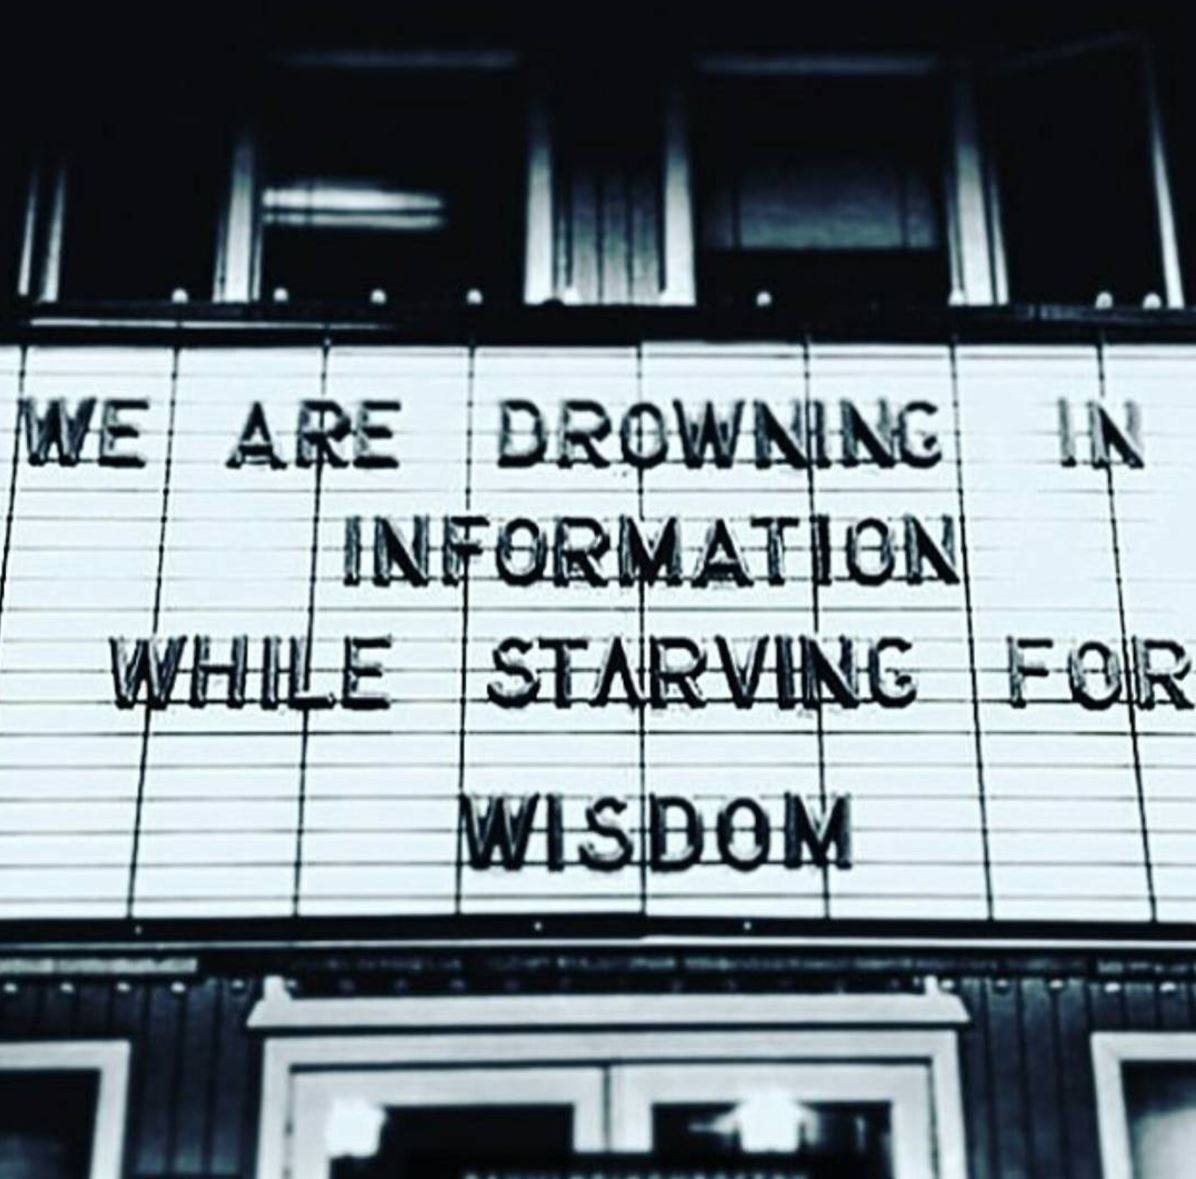 WE ARE DROWNING IN
INFORMATION
WHILE STARVING FOR
WISDOM